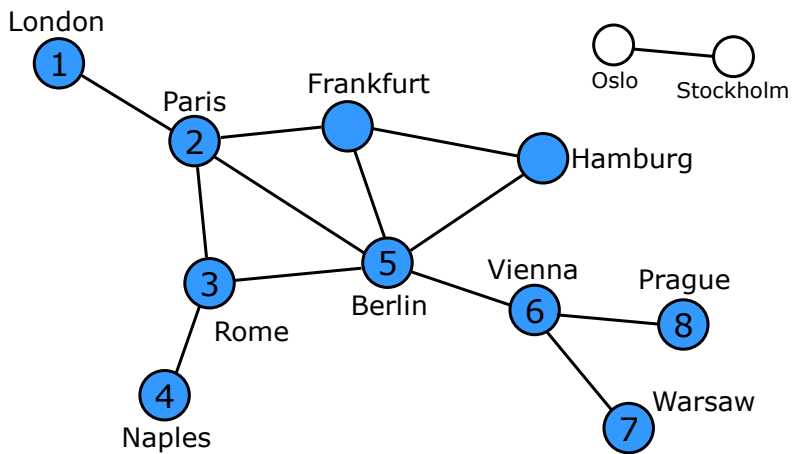 London
1
Paris
2
Frankfurt
Oslo
Stockholm
Hamburg
3
Rome
4
Naples
5
Berlin
Vienna
6
Prague
8
Warsaw
7